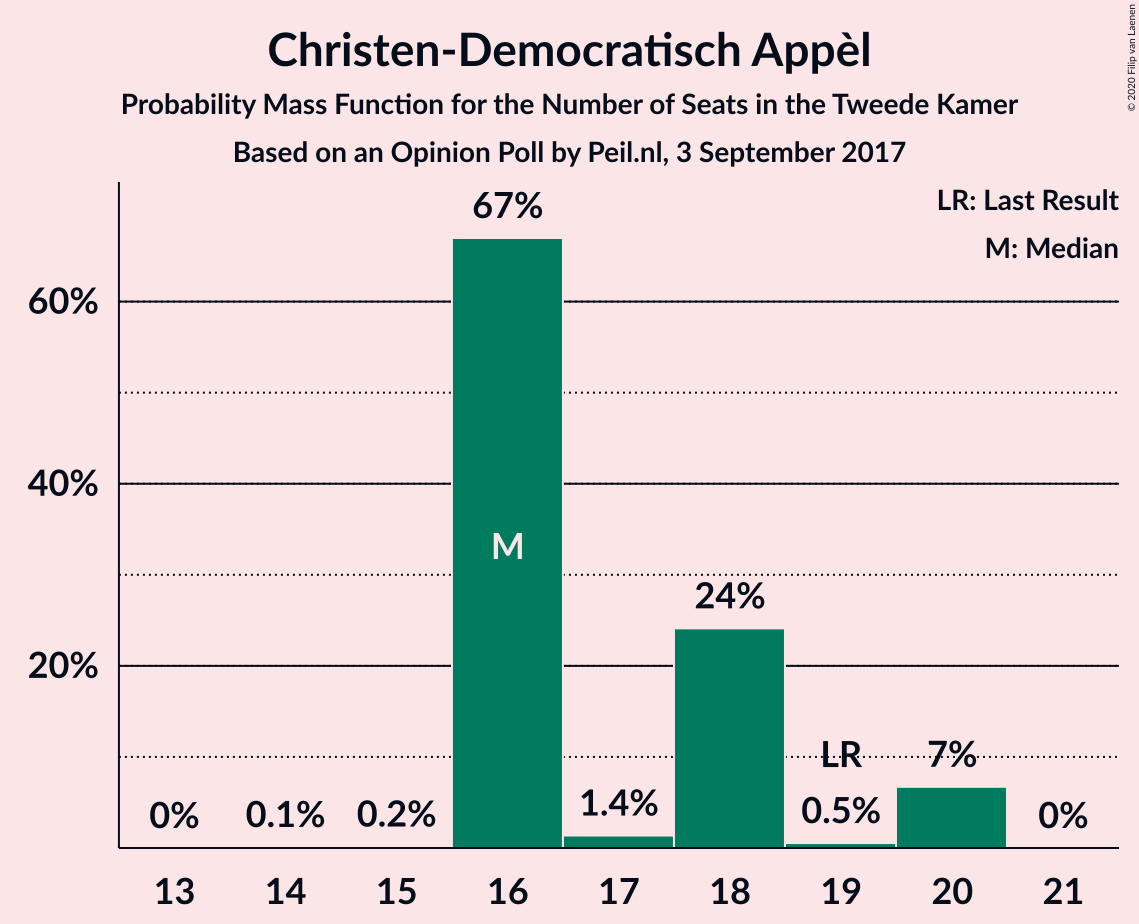 Christen-Democratisch Appèl
Probability Mass Function for the Number of Seats in the Tweede Kamer
Based on an Opinion Poll by Peil.nl, 3 September 2017
© 2020 Filip van Laenen
LR: Last Result
M: Median
67%
60%
40%
M
24%
20%
LR
7%
0%
0.1%
0.2%
1.4%
0.5%
0%
13 14 15 16 17 18 19 20 21